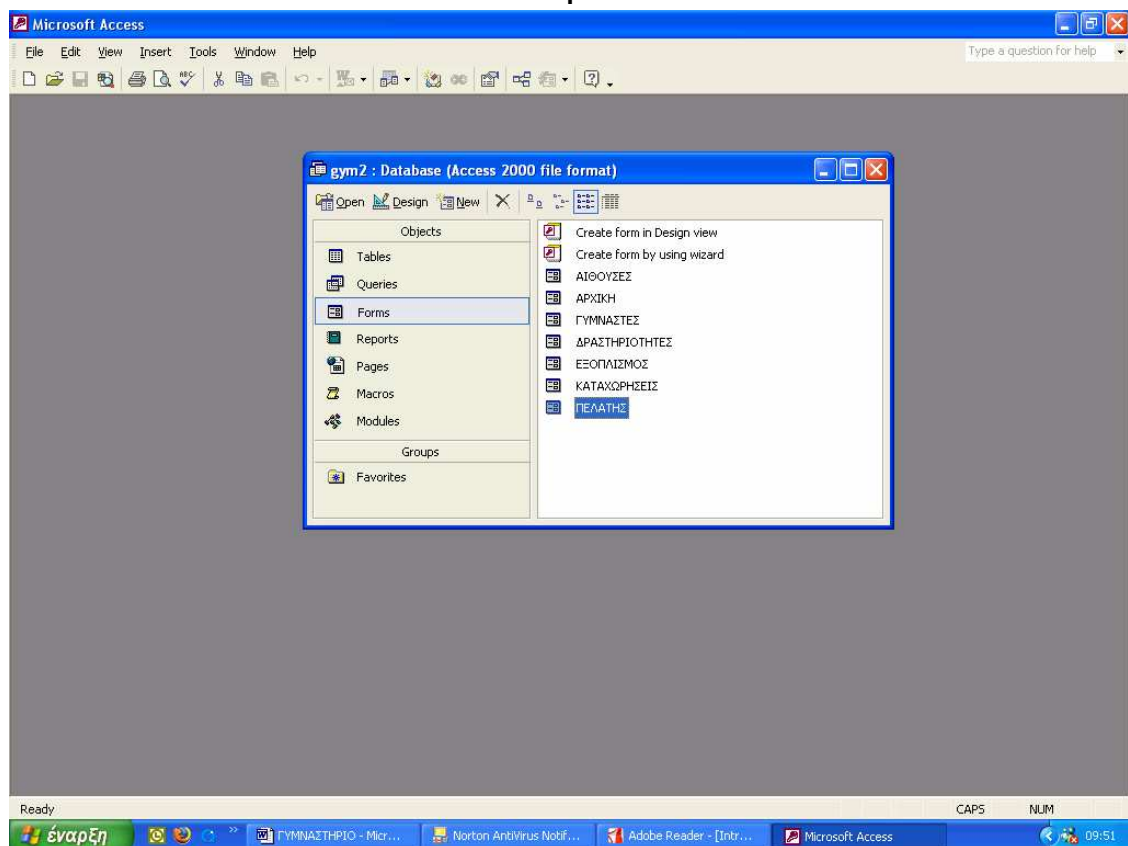 Microsoft Access
File Edit View Insert Tools Window Help
Type a question for help
gym2 : Database (Access 2000 file format)
Open Design New
Objects
Tables
Queries
Forms
Reports
Pages
Macros
Modules
Groups
Favorites
Create form in Design view
Create form by using wizard
ΑΙΘΟΥΣΕΣ
ΑΡΧΙΚΗ
ΓΥΜΝΑΣΤΕΣ
ΔΡΑΣΤΗΡΙΟΤΗΤΕΣ
ΕΞΟΠΛΙΣΜΟΣ
ΚΑΤΑΧΩΡΗΣΕΙΣ
ΠΕΛΑΤΗΣ
Ready CAPS NUM
έναρξη ΓΥΜΝΑΣΤΗΡΙΟ - Micr... Norton AntiVirus Notif... Adobe Reader - [Intr... Microsoft Access 09:51